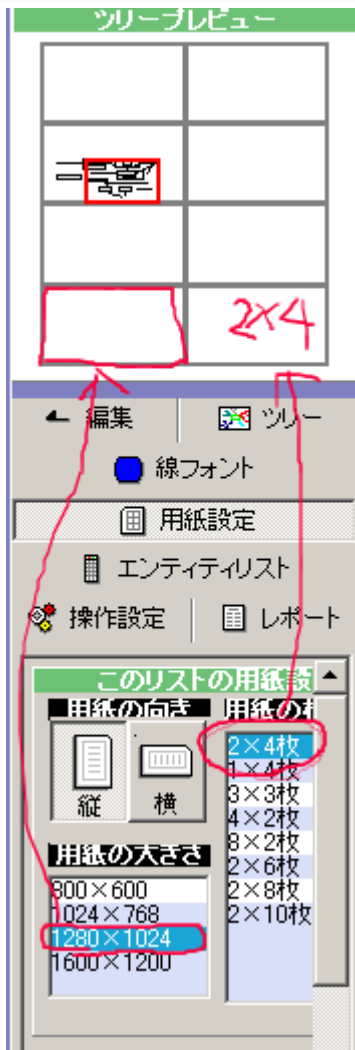 ツリープレビュー
2×4
編集
ツリー
線フォント
用紙設定
エンティティリスト
操作設定
レポート
このリストの用紙設
用紙の向き
用紙の
縦
横
2×4枚
1×4枚
3×3枚
4×2枚
8×2枚
2×6枚
2×8枚
2×10枚
用紙の大きさ
800×600
1024×768
1280×1024
1600×1200